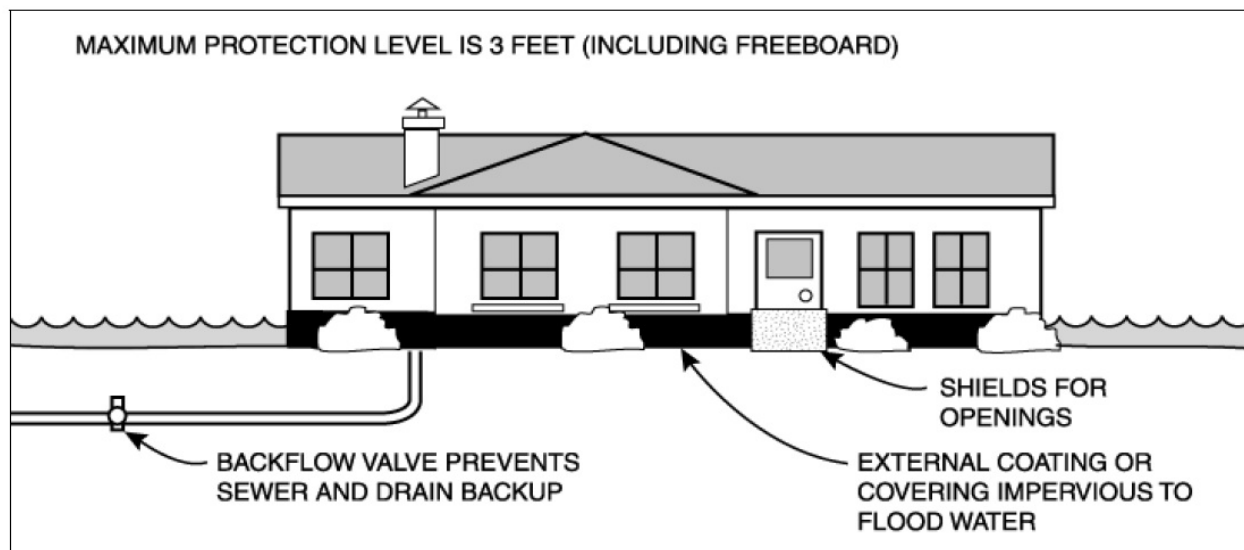 MAXIMUM PROTECTION LEVEL IS 3 FEET (INCLUDING FREEBOARD)
SHIELDS FOR
OPENINGS
BACKFLOW VALVE PREVENTS
SEWER AND DRAIN BACKUP
EXTERNAL COATING OR
COVERING IMPERVIOUS TO
FLOOD WATER